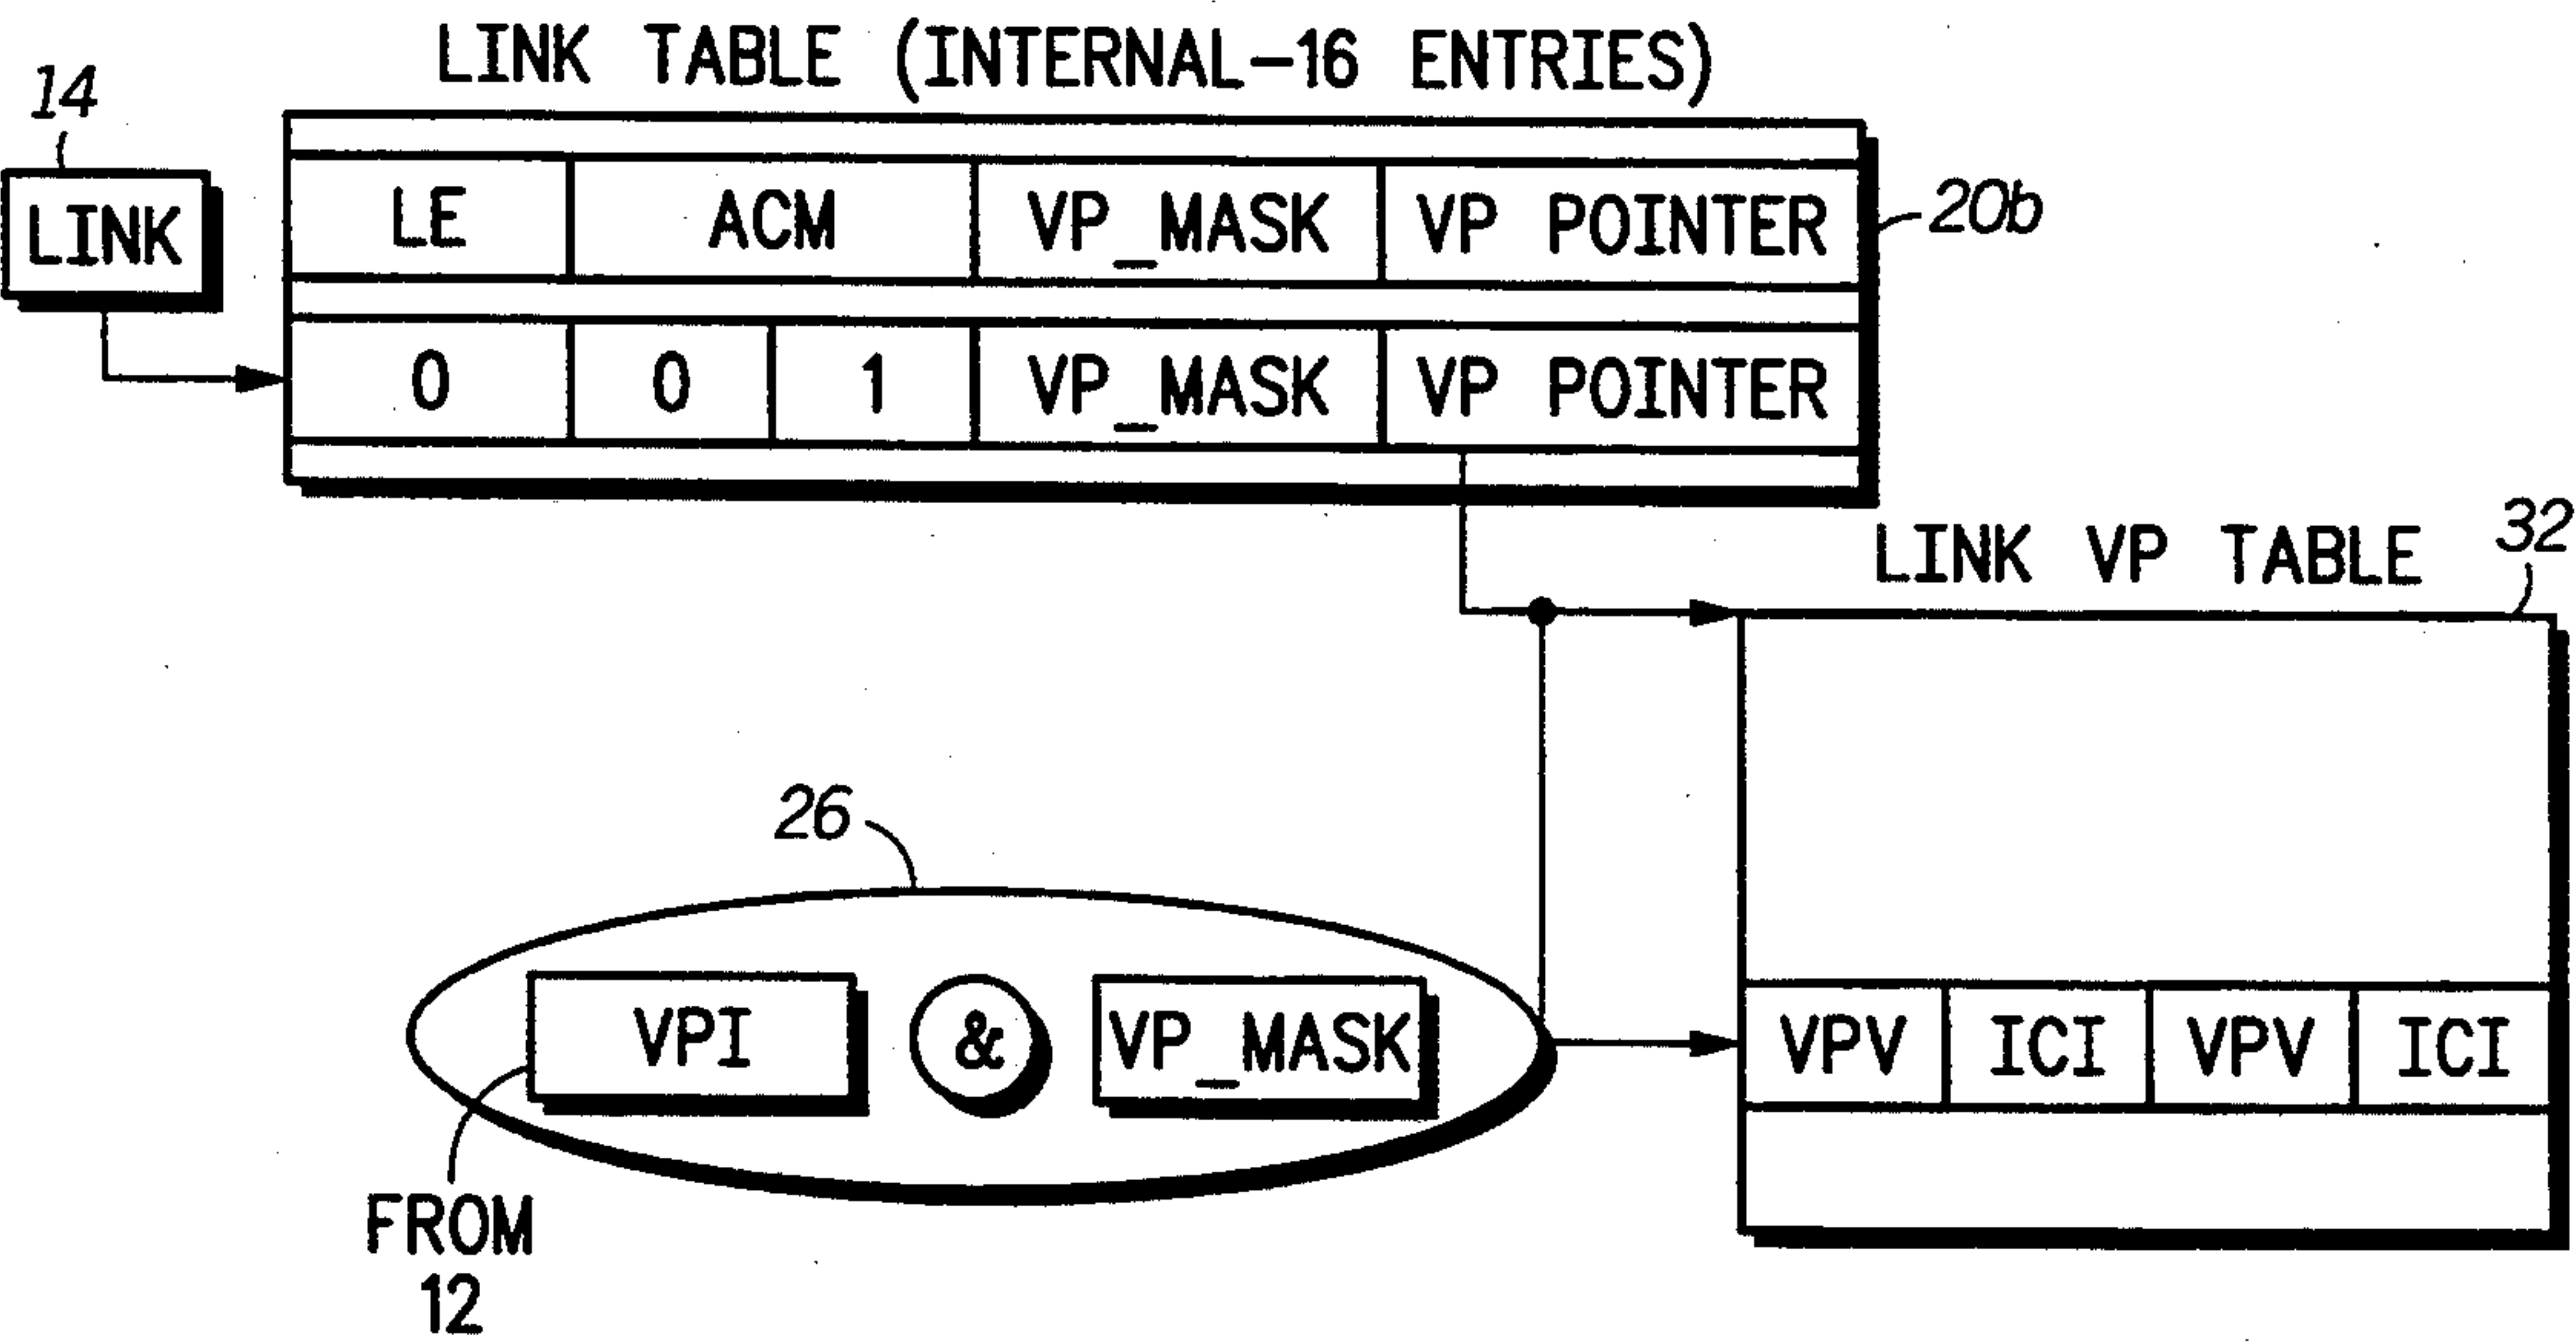 LINK TABLE (INTERNAL-16 ENTRIES)
14
LINK
LE ACM VP_MASK VP POINTER
20b
0 0 1 VP_MASK VP POINTER
LINK VP TABLE
32
26
VPI & VP_MASK
VPV ICI VPV ICI
FROM
12